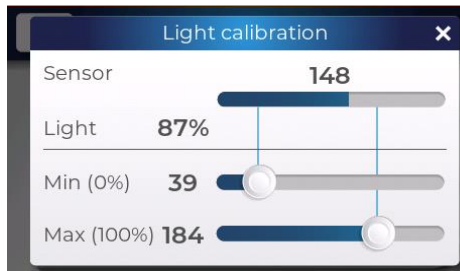 Light calibration
Sensor 148
Light 87%
Min (0%) 39
Max (100%) 184